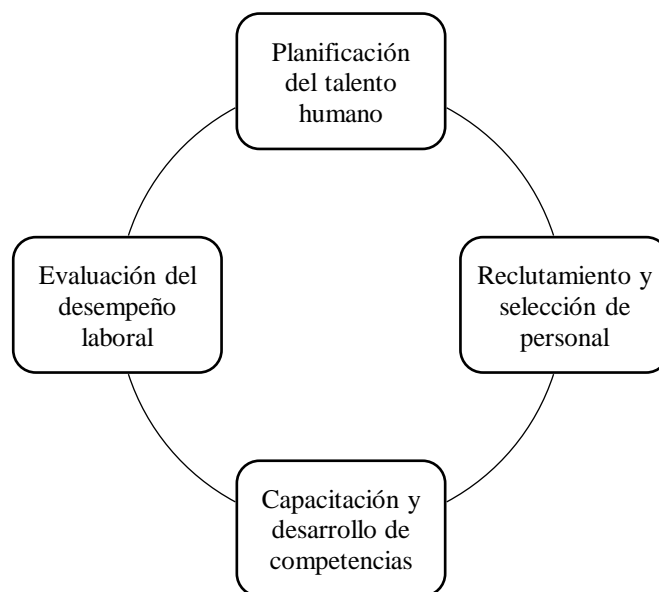 Planificación
del talento
humano
Reclutamiento y
selección de
personal
Capacitación y
desarrollo de
competencias
Evaluación del
desempeño
laboral